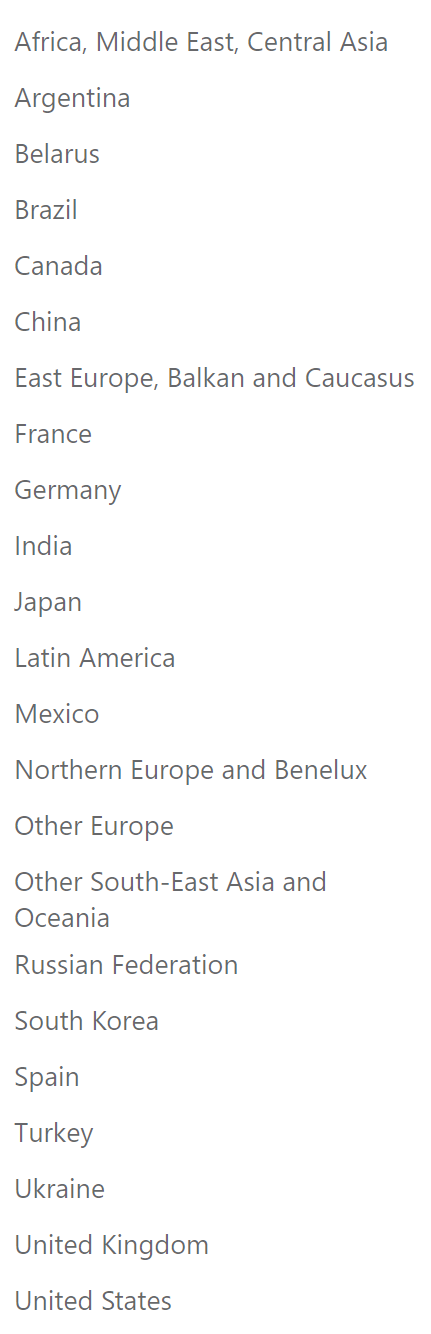 Africa, Middle East, Central Asia
Argentina
Belarus
Brazil
Canada
China
East Europe, Balkan and Caucasus
France
Germany
India
Japan
Latin America
Mexico
Northern Europe and Benelux
Other Europe
Other South-East Asia and
Oceania
Russian Federation
South Korea
Spain
Turkey
Ukraine
United Kingdom
United States